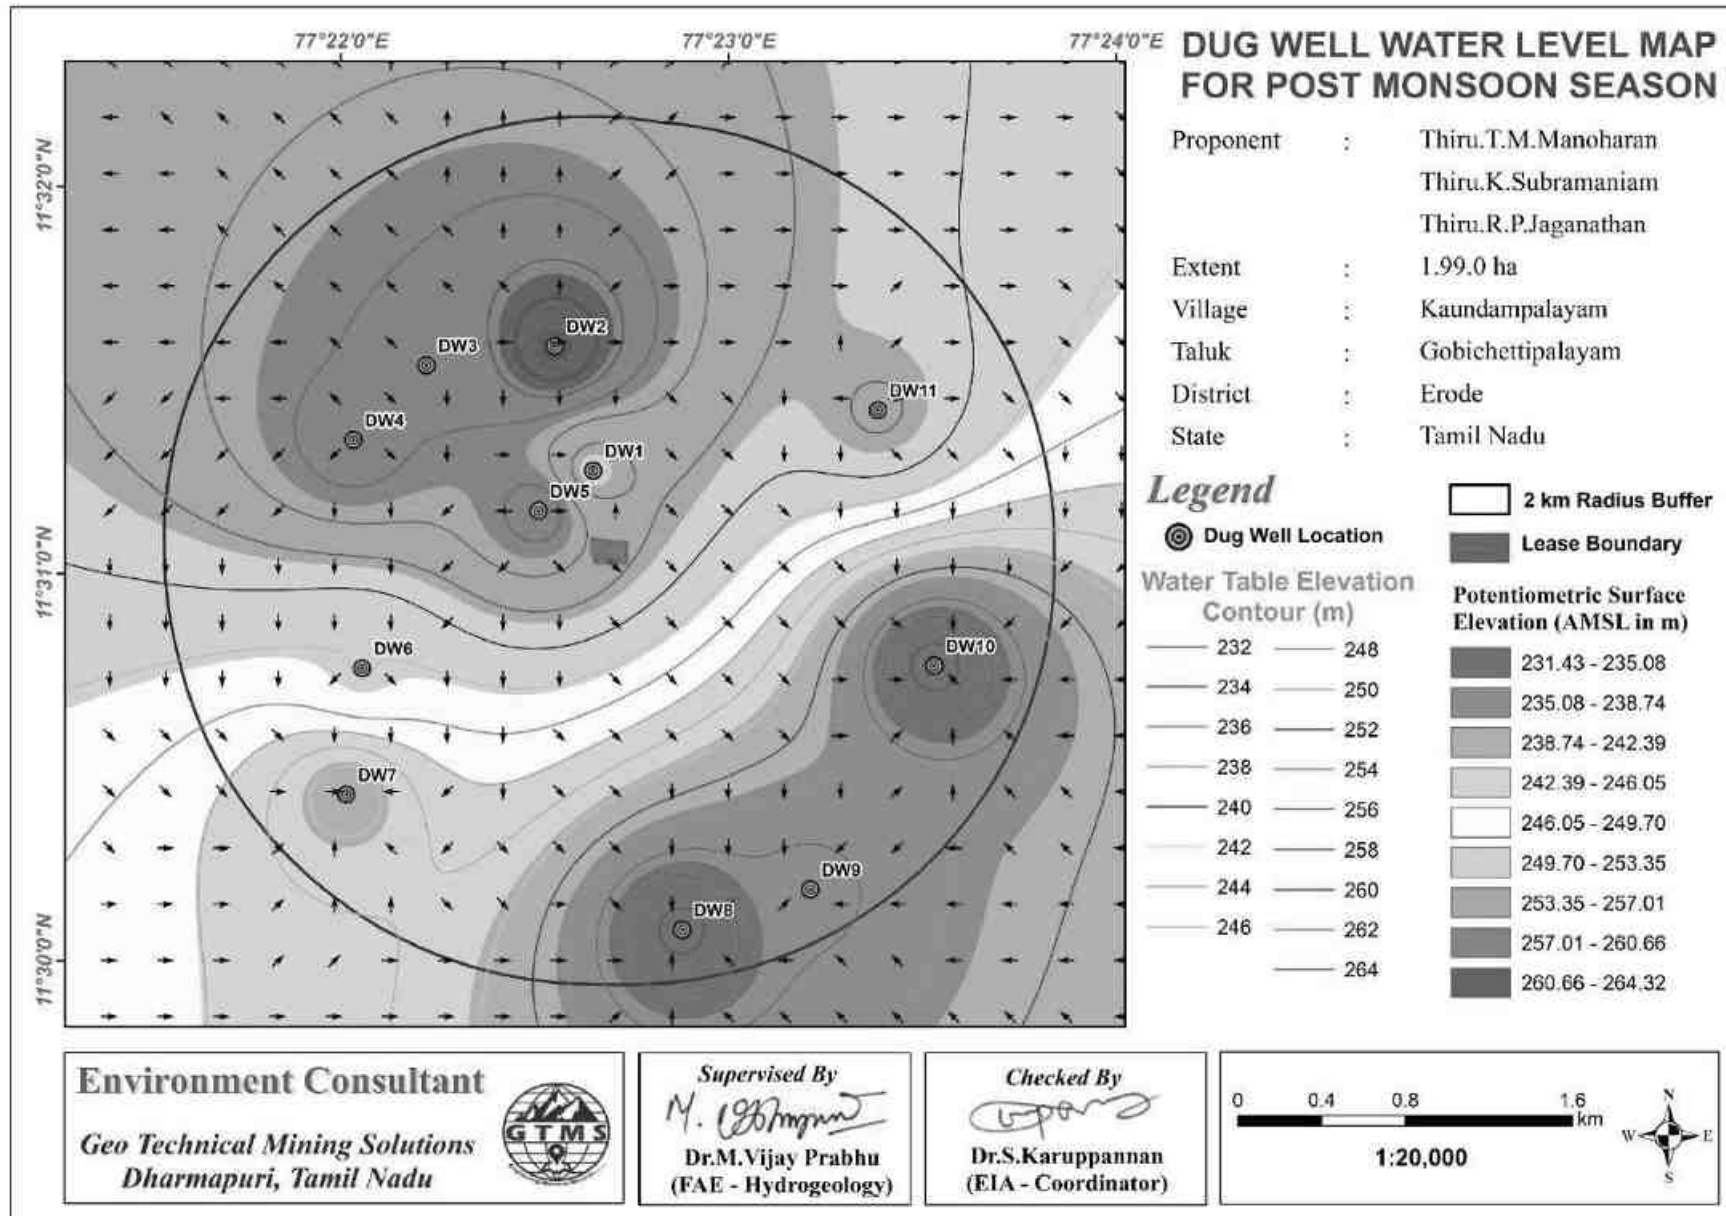 77°22'0"E
77°23'0"E
77°24'0"E
11°32'0"N
11°31'0"N
11°30'0"N
DW2
DW3
DW11
DW4
DW1
DW5
DW6
DW10
DW7
DW9
DW8
DUG WELL WATER LEVEL MAP
FOR POST MONSOON SEASON
Proponent : Thiru.T.M.Manoharan
Thiru.K.Subramaniam
Thiru.R.P.Jaganathan
Extent : 1.99.0 ha
Village : Kaundampalayam
Taluk : Gobichettipalayam
District : Erode
State : Tamil Nadu
Legend
Dug Well Location
Water Table Elevation
Contour (m)
232 248
234 250
236 252
238 254
240 256
242 258
244 260
246 262
264
2 km Radius Buffer
Lease Boundary
Potentiometric Surface
Elevation (AMSL in m)
231.43 - 235.08
235.08 - 238.74
238.74 - 242.39
242.39 - 246.05
246.05 - 249.70
249.70 - 253.35
253.35 - 257.01
257.01 - 260.66
260.66 - 264.32
Environment Consultant
Geo Technical Mining Solutions
Dharmapuri, Tamil Nadu
GTMS
Supervised By
Dr.M.Vijay Prabhu
(FAE - Hydrogeology)
Checked By
Dr.S.Karuppannan
(EIA - Coordinator)
0 0.4 0.8 1.6
km
1:20,000
N
W E
S